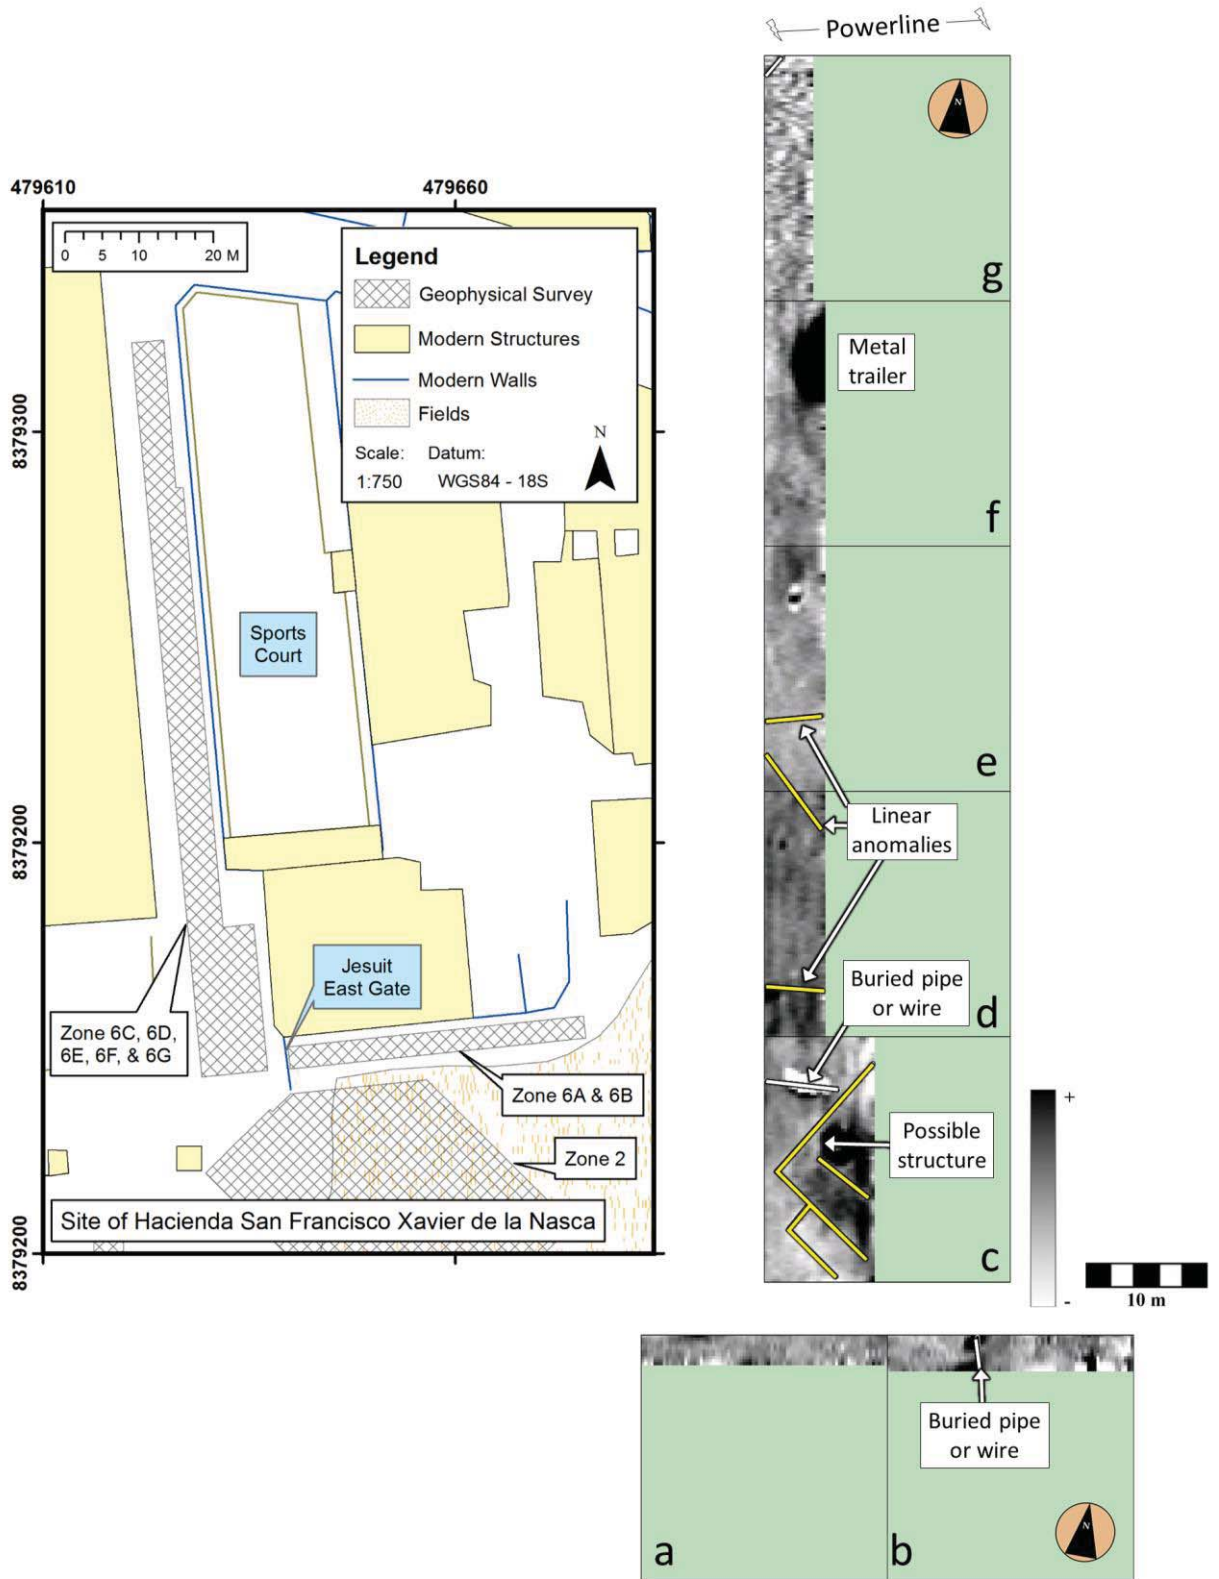 Powerline
N
g
Metal
trailer
f
e
Linear
anomalies
Buried pipe
or wire
d
Possible
structure
c
+
-
10 m
479610
479660
0 5 10 20 M
Legend
Geophysical Survey
Modern Structures
Modern Walls
Fields
Scale: Datum:
1:750 WGS84 - 18S
N
8379300
8379200
8379200
Sports
Court
Jesuit
East Gate
Zone 6C, 6D,
6E, 6F, & 6G
Zone 6A & 6B
Zone 2
Site of Hacienda San Francisco Xavier de la Nasca
Buried pipe
or wire
N
a
b